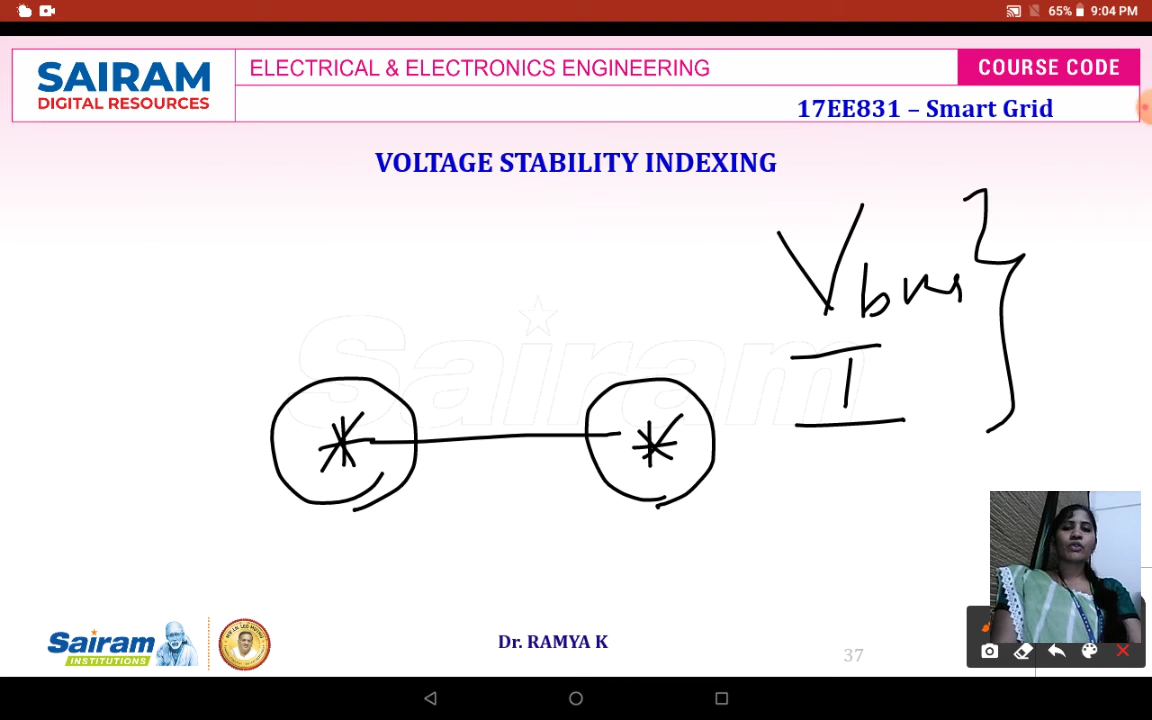 65% 9:04 PM
SAIRAM
DIGITAL RESOURCES
ELECTRICAL & ELECTRONICS ENGINEERING
COURSE CODE
17EE831 – Smart Grid
VOLTAGE STABILITY INDEXING
Vbus
I
Sairam
Sairam
INSTITUTIONS
Dr. RAMYA K
37